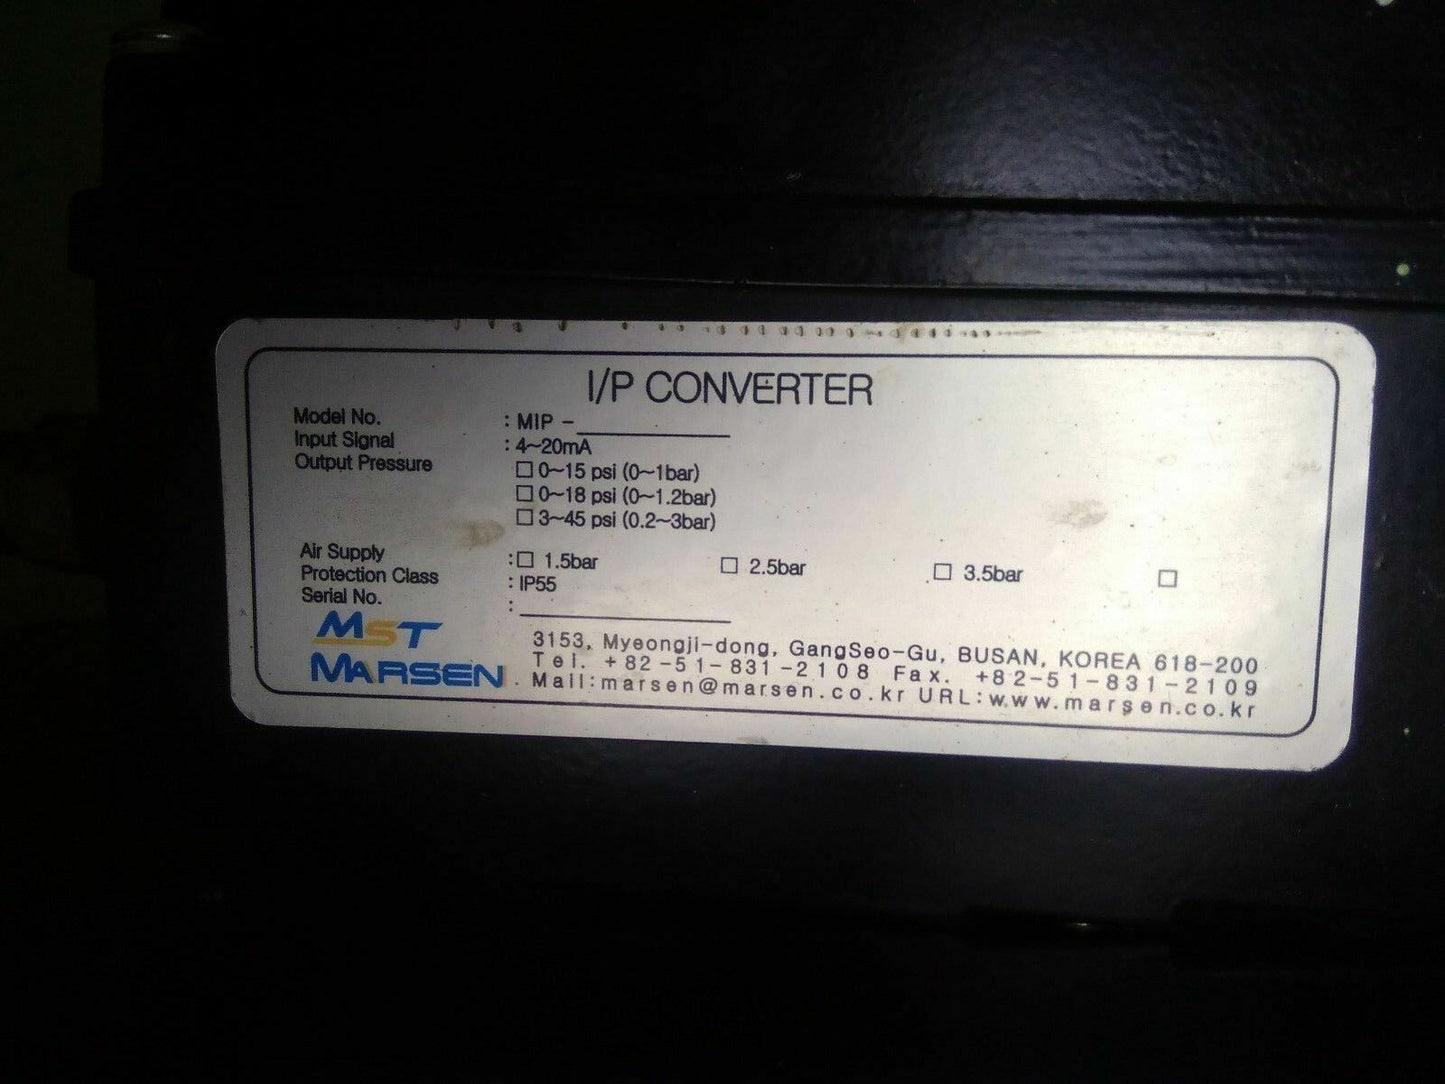 I/P CONVERTER
Model No. : MIP -
Input Signal : 4~20mA
Output Pressure □ 0~15 psi (0~1bar)
□ 0~18 psi (0~1.2bar)
□ 3~45 psi (0.2~3bar)
Air Supply : □ 1.5bar □ 2.5bar □ 3.5bar □
Protection Class : IP55
Serial No. :
MST
MARSEN
3153, Myeongji-dong, GangSeo-Gu, BUSAN, KOREA 618-200
Tel. +82-51-831-2108 Fax. +82-51-831-2109
Mail:marsen@marsen.co.kr URL:www.marsen.co.kr